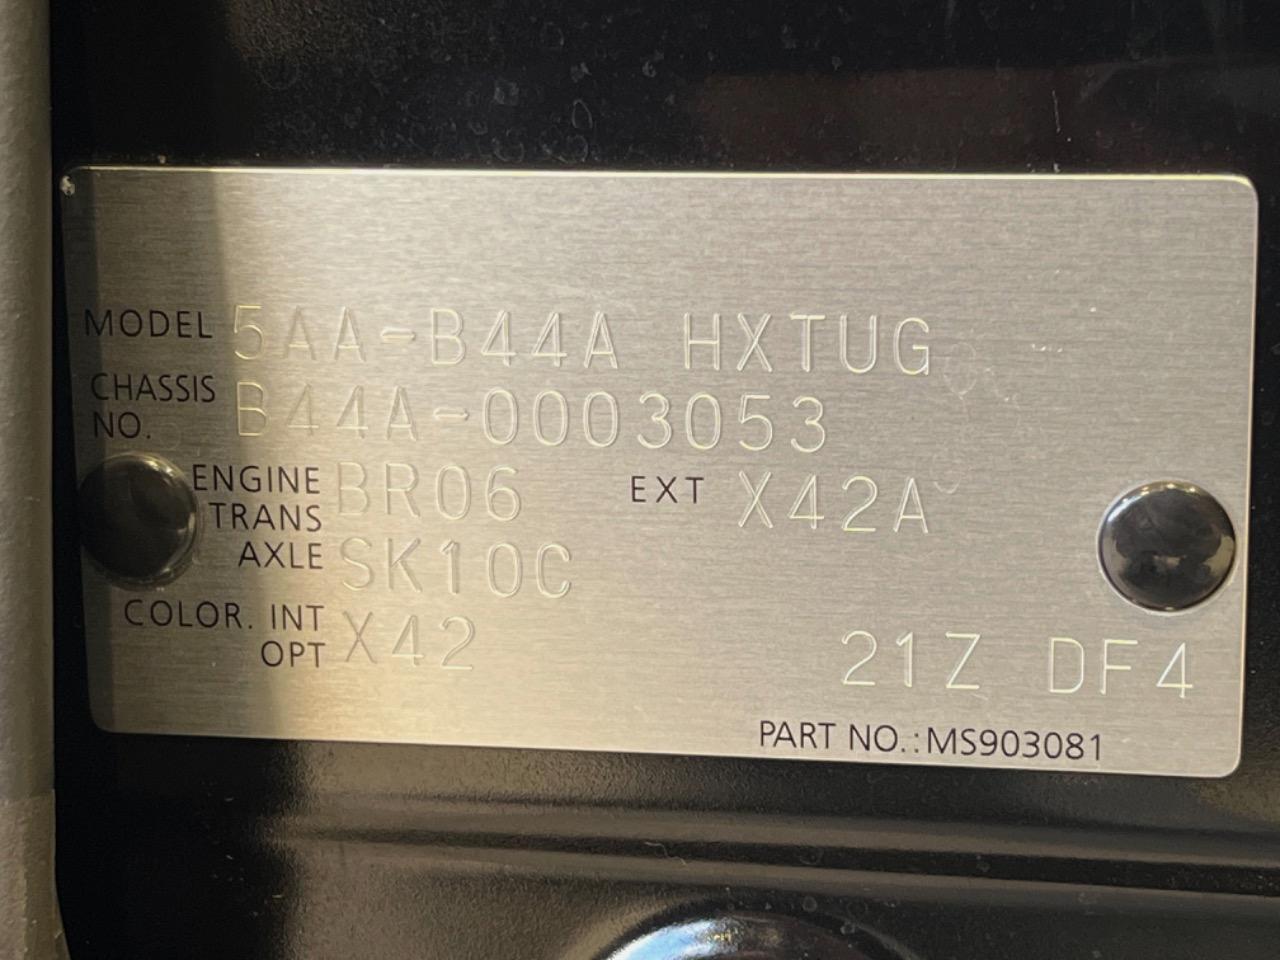 MODEL 5AA-B44A HXTUG
CHASSIS
NO. B44A-0003053
ENGINE BR06 EXT X42A
TRANS
AXLE SK10C
COLOR. INT X42
OPT 21Z DF4
PART NO.:MS903081